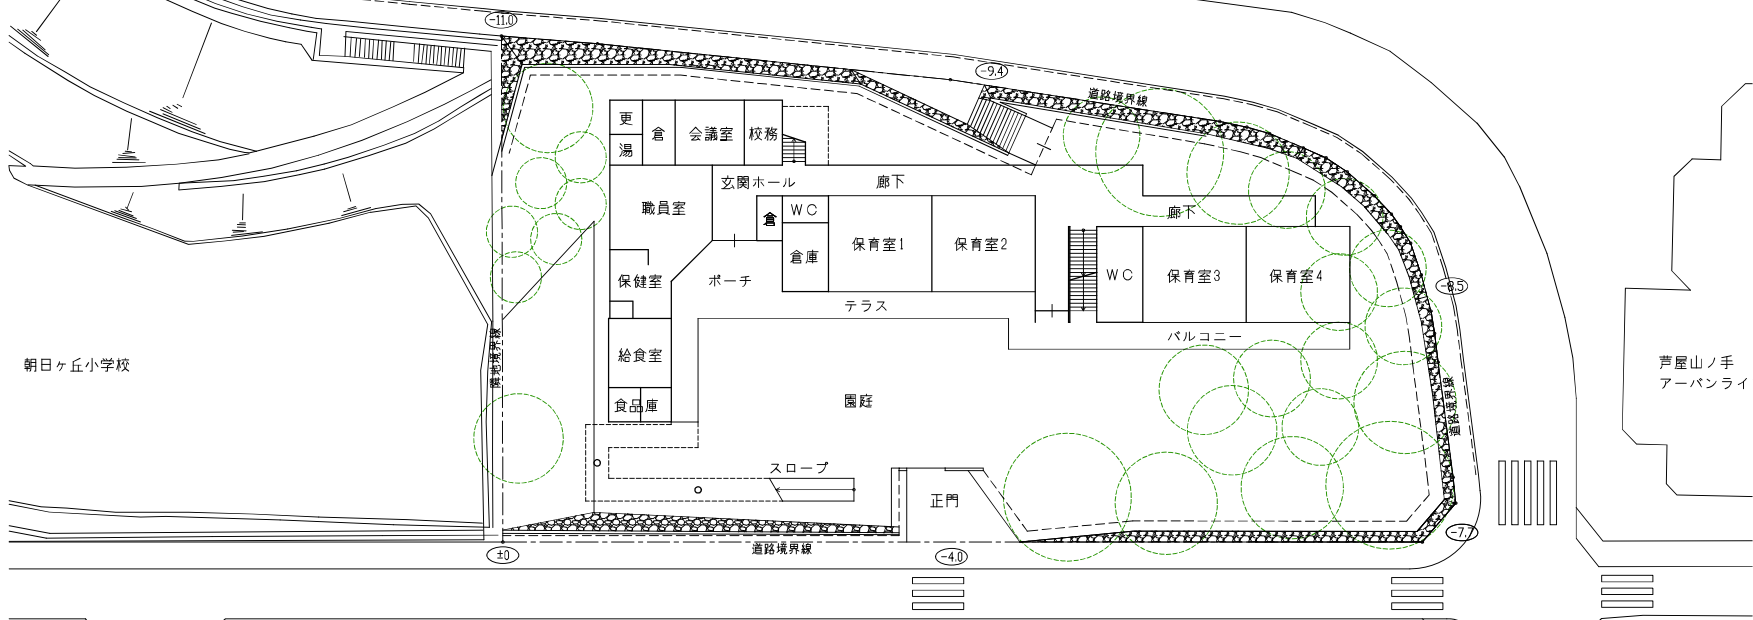 -11.0
-9.4
道路境界線
更
湯
倉
会議室
校務
玄関ホール
廊下
職員室
倉
WC
倉庫
保育室1
保育室2
廊下
WC
保育室3
保育室4
保健室
ポーチ
テラス
バルコニー
-8.5
朝日ヶ丘小学校
隣地境界線
給食室
食品庫
園庭
芦屋山ノ手
アーバンライ
道路境界線
スロープ
正門
±0
道路境界線
-4.0
-7.7